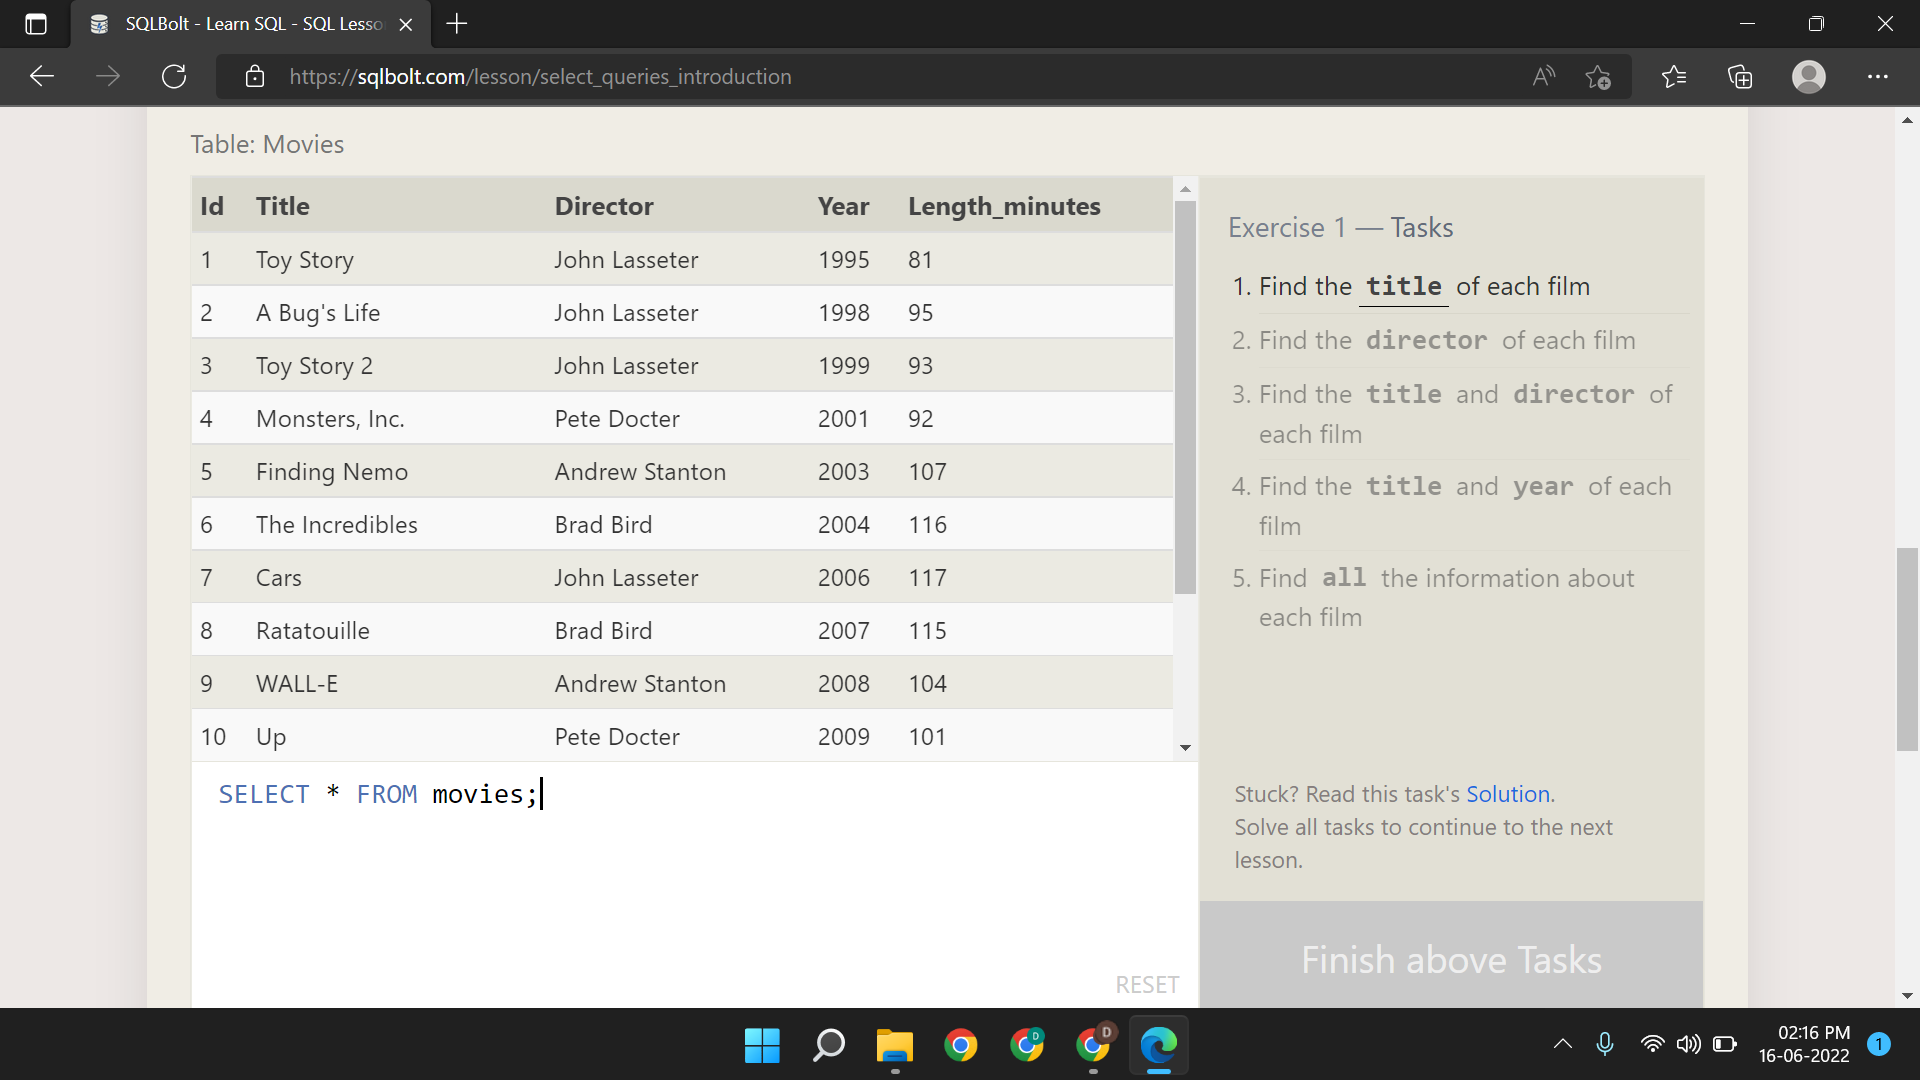 SQLBolt - Learn SQL - SQL Lesso
https://sqlbolt.com/lesson/select_queries_introduction
Table: Movies
Id Title Director Year Length_minutes
1 Toy Story John Lasseter 1995 81
2 A Bug's Life John Lasseter 1998 95
3 Toy Story 2 John Lasseter 1999 93
4 Monsters, Inc. Pete Docter 2001 92
5 Finding Nemo Andrew Stanton 2003 107
6 The Incredibles Brad Bird 2004 116
7 Cars John Lasseter 2006 117
8 Ratatouille Brad Bird 2007 115
9 WALL-E Andrew Stanton 2008 104
10 Up Pete Docter 2009 101
SELECT * FROM movies;
RESET
Exercise 1 — Tasks
1. Find the title of each film
2. Find the director of each film
3. Find the title and director of
each film
4. Find the title and year of each
film
5. Find all the information about
each film
Stuck? Read this task's Solution.
Solve all tasks to continue to the next
lesson.
Finish above Tasks
D
D
02:16 PM
16-06-2022
1